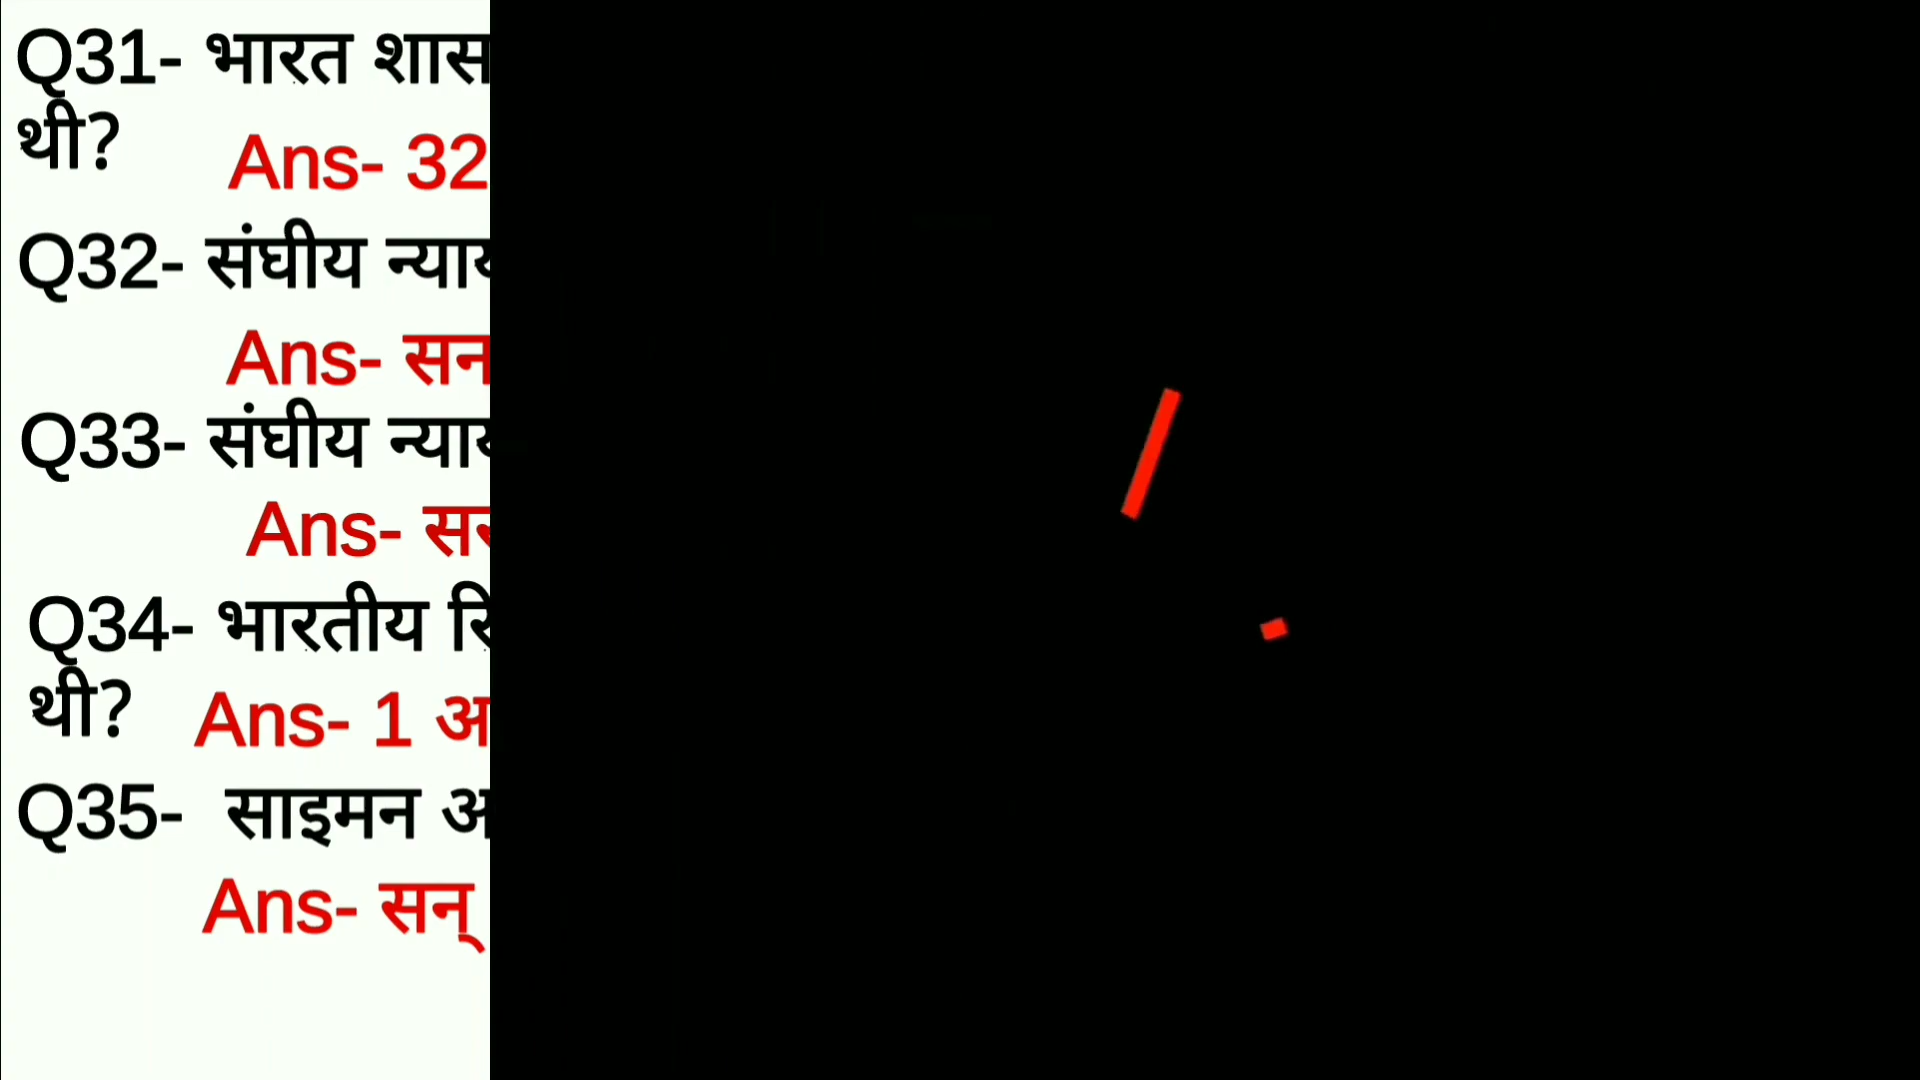 Q31- भारत शास
थी?
Ans- 32
Q32- संघीय न्या
Ans- सन
Q33- संघीय न्या
Ans- स
Q34- भारतीय
थी?
Ans- 1 अ
Q35- साइमन अ
Ans- सन्